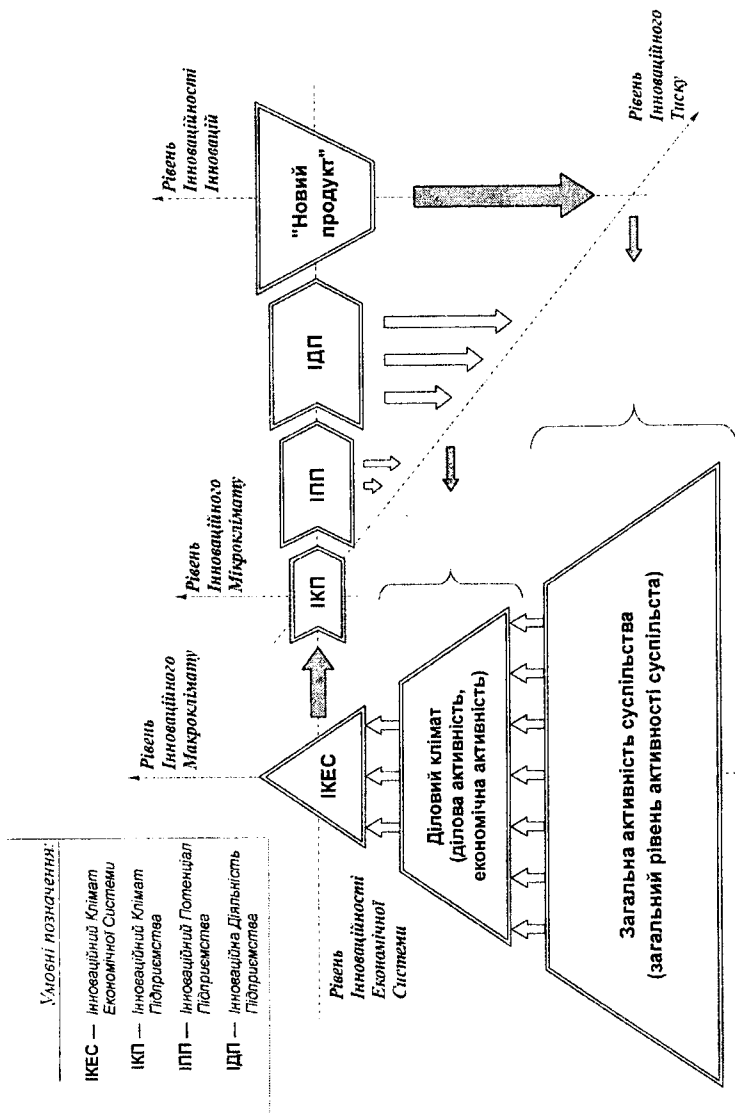 Умовні позначення:
ІКЕС — Інноваційний Клімат
Економічної Системи
ІКП — Інноваційний Клімат
Підприємства
ІПП — Інноваційний Потенціал
Підприємства
ІДП — Інноваційна Діяльність
Підприємства
Рівень
Інноваційного
Макроклімату
Рівень
Інноваційного
Мікроклімату
Рівень
Інноваційності
Інновацій
ІКЕС
ІКП
ІПП
ІДП
"Новий
продукт"
Рівень
Інноваційності
Економічної
Системи
Діловий клімат
(ділова активність,
економічна активність)
Рівень
Інноваційного
Тиску
Загальна активність суспільства
(загальний рівень активності суспільста)